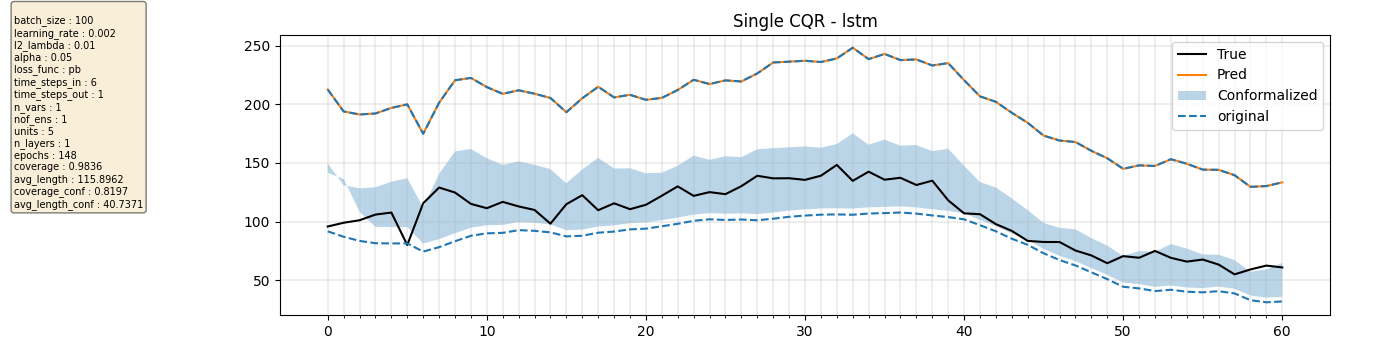 batch_size : 100
learning_rate : 0.002
l2_lambda : 0.01
alpha : 0.05
loss_func : pb
time_steps_in : 6
time_steps_out : 1
n_vars : 1
nof_ens : 1
units : 5
n_layers : 1
epochs : 148
coverage : 0.9836
avg_length : 115.8962
coverage_conf : 0.8197
avg_length_conf : 40.7371
Single CQR - lstm
250
200
150
100
50
True
Pred
Conformalized
original
0 10 20 30 40 50 60